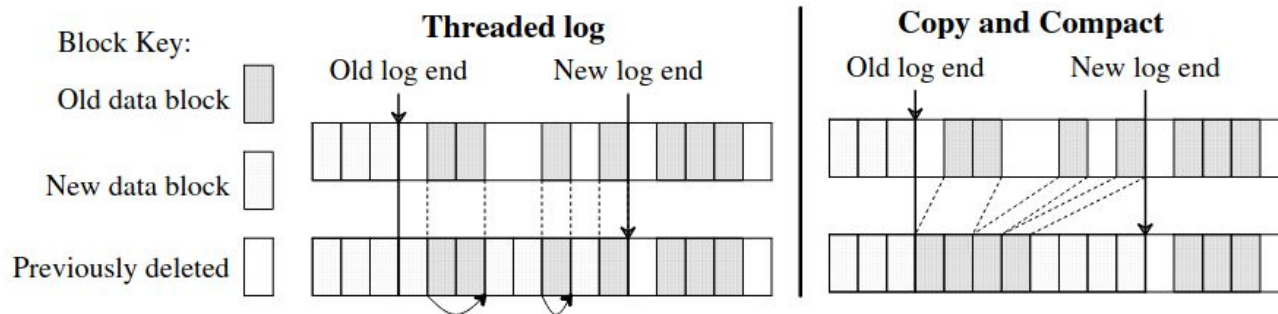 Block Key:
Old data block
New data block
Previously deleted
Threaded log
Old log end
New log end
Copy and Compact
Old log end
New log end